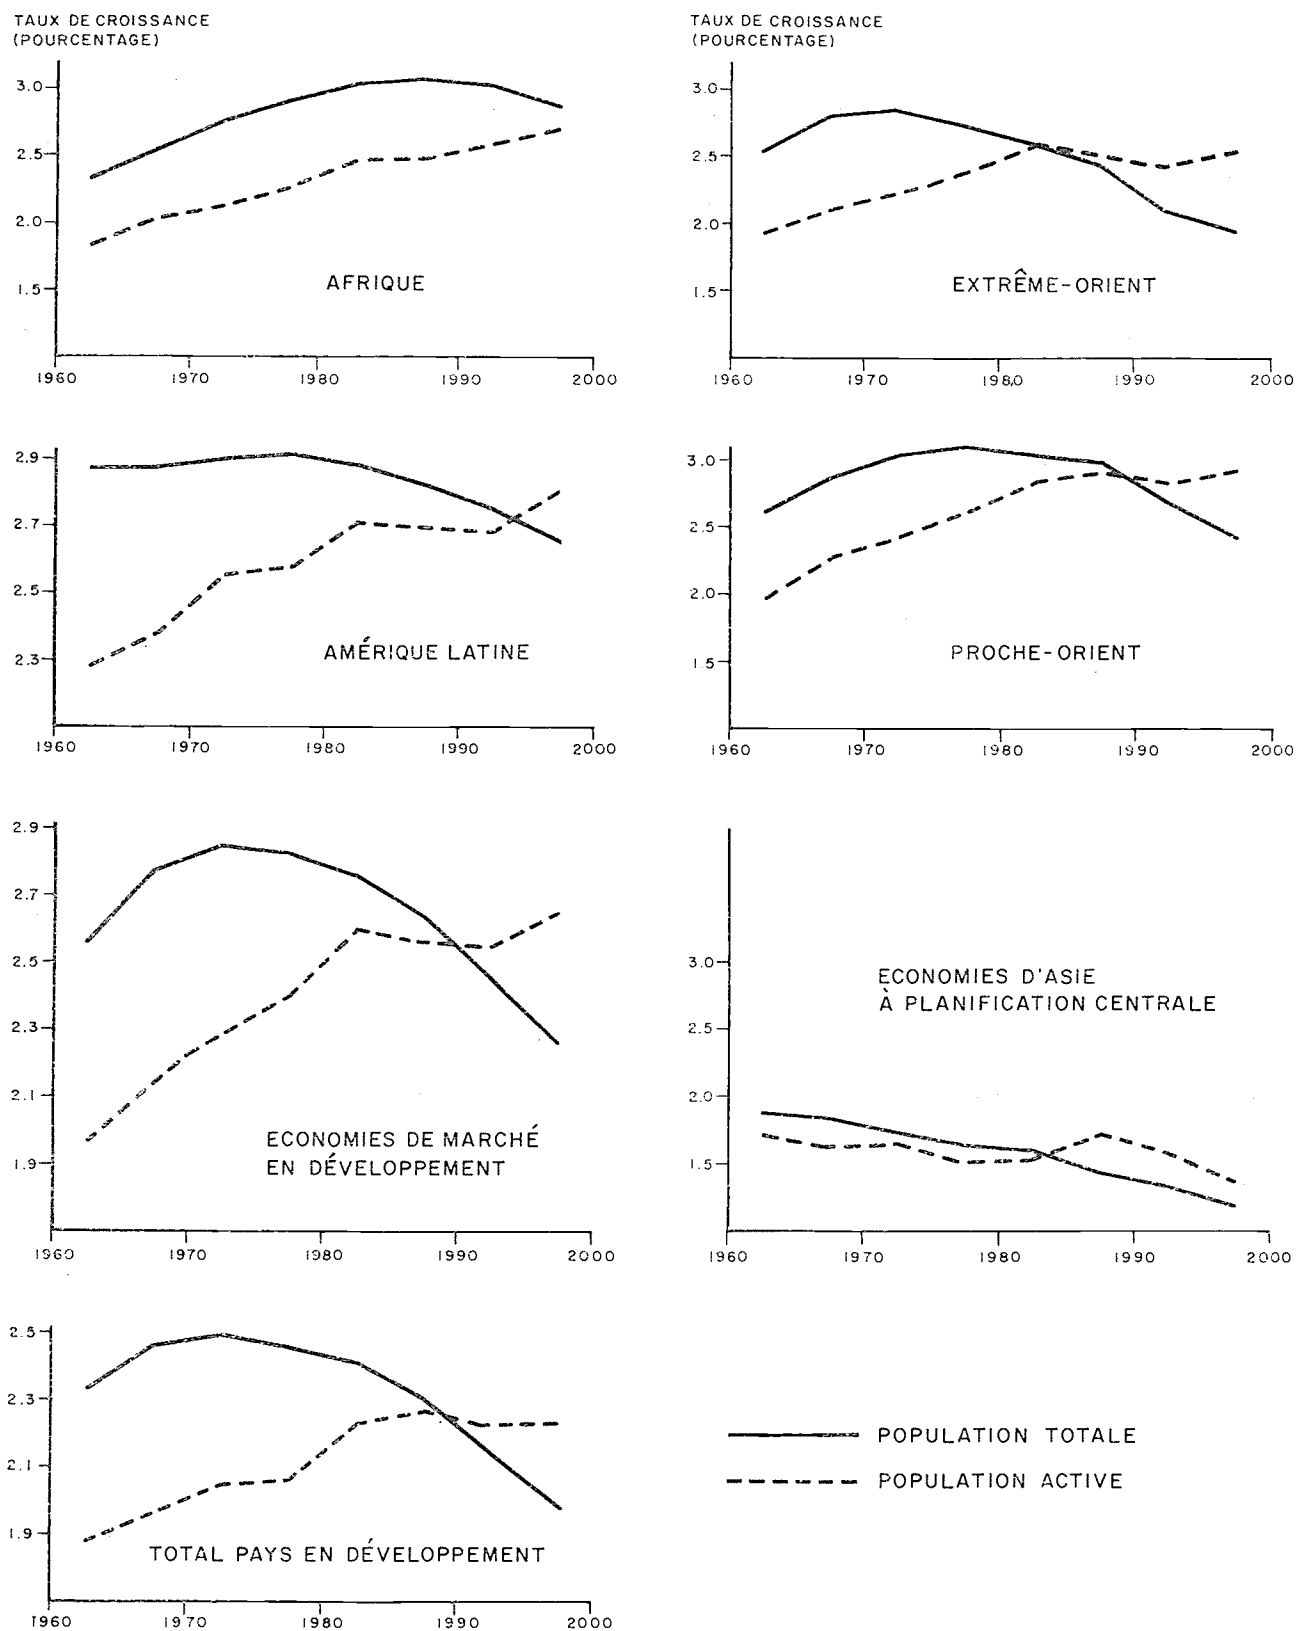 TAUX DE CROISSANCE
(POURCENTAGE)
3.0
2.5
2.0
1.5
AFRIQUE
1960 1970 1980 1990 2000
TAUX DE CROISSANCE
(POURCENTAGE)
3.0
2.5
2.0
1.5
EXTRÊME-ORIENT
1960 1970 1980 1990 2000
2.9
2.7
2.5
2.3
AMÉRIQUE LATINE
1960 1970 1980 1990 2000
3.0
2.5
2.0
1.5
PROCHE-ORIENT
1960 1970 1980 1990 2000
2.9
2.7
2.5
2.3
2.1
1.9
ECONOMIES DE MARCHÉ
EN DÉVELOPPEMENT
1960 1970 1980 1990 2000
3.0
2.5
2.0
1.5
ECONOMIES D'ASIE
À PLANIFICATION CENTRALE
1960 1970 1980 1990 2000
2.5
2.3
2.1
1.9
TOTAL PAYS EN DÉVELOPPEMENT
1960 1970 1980 1990 2000
POPULATION TOTALE
POPULATION ACTIVE